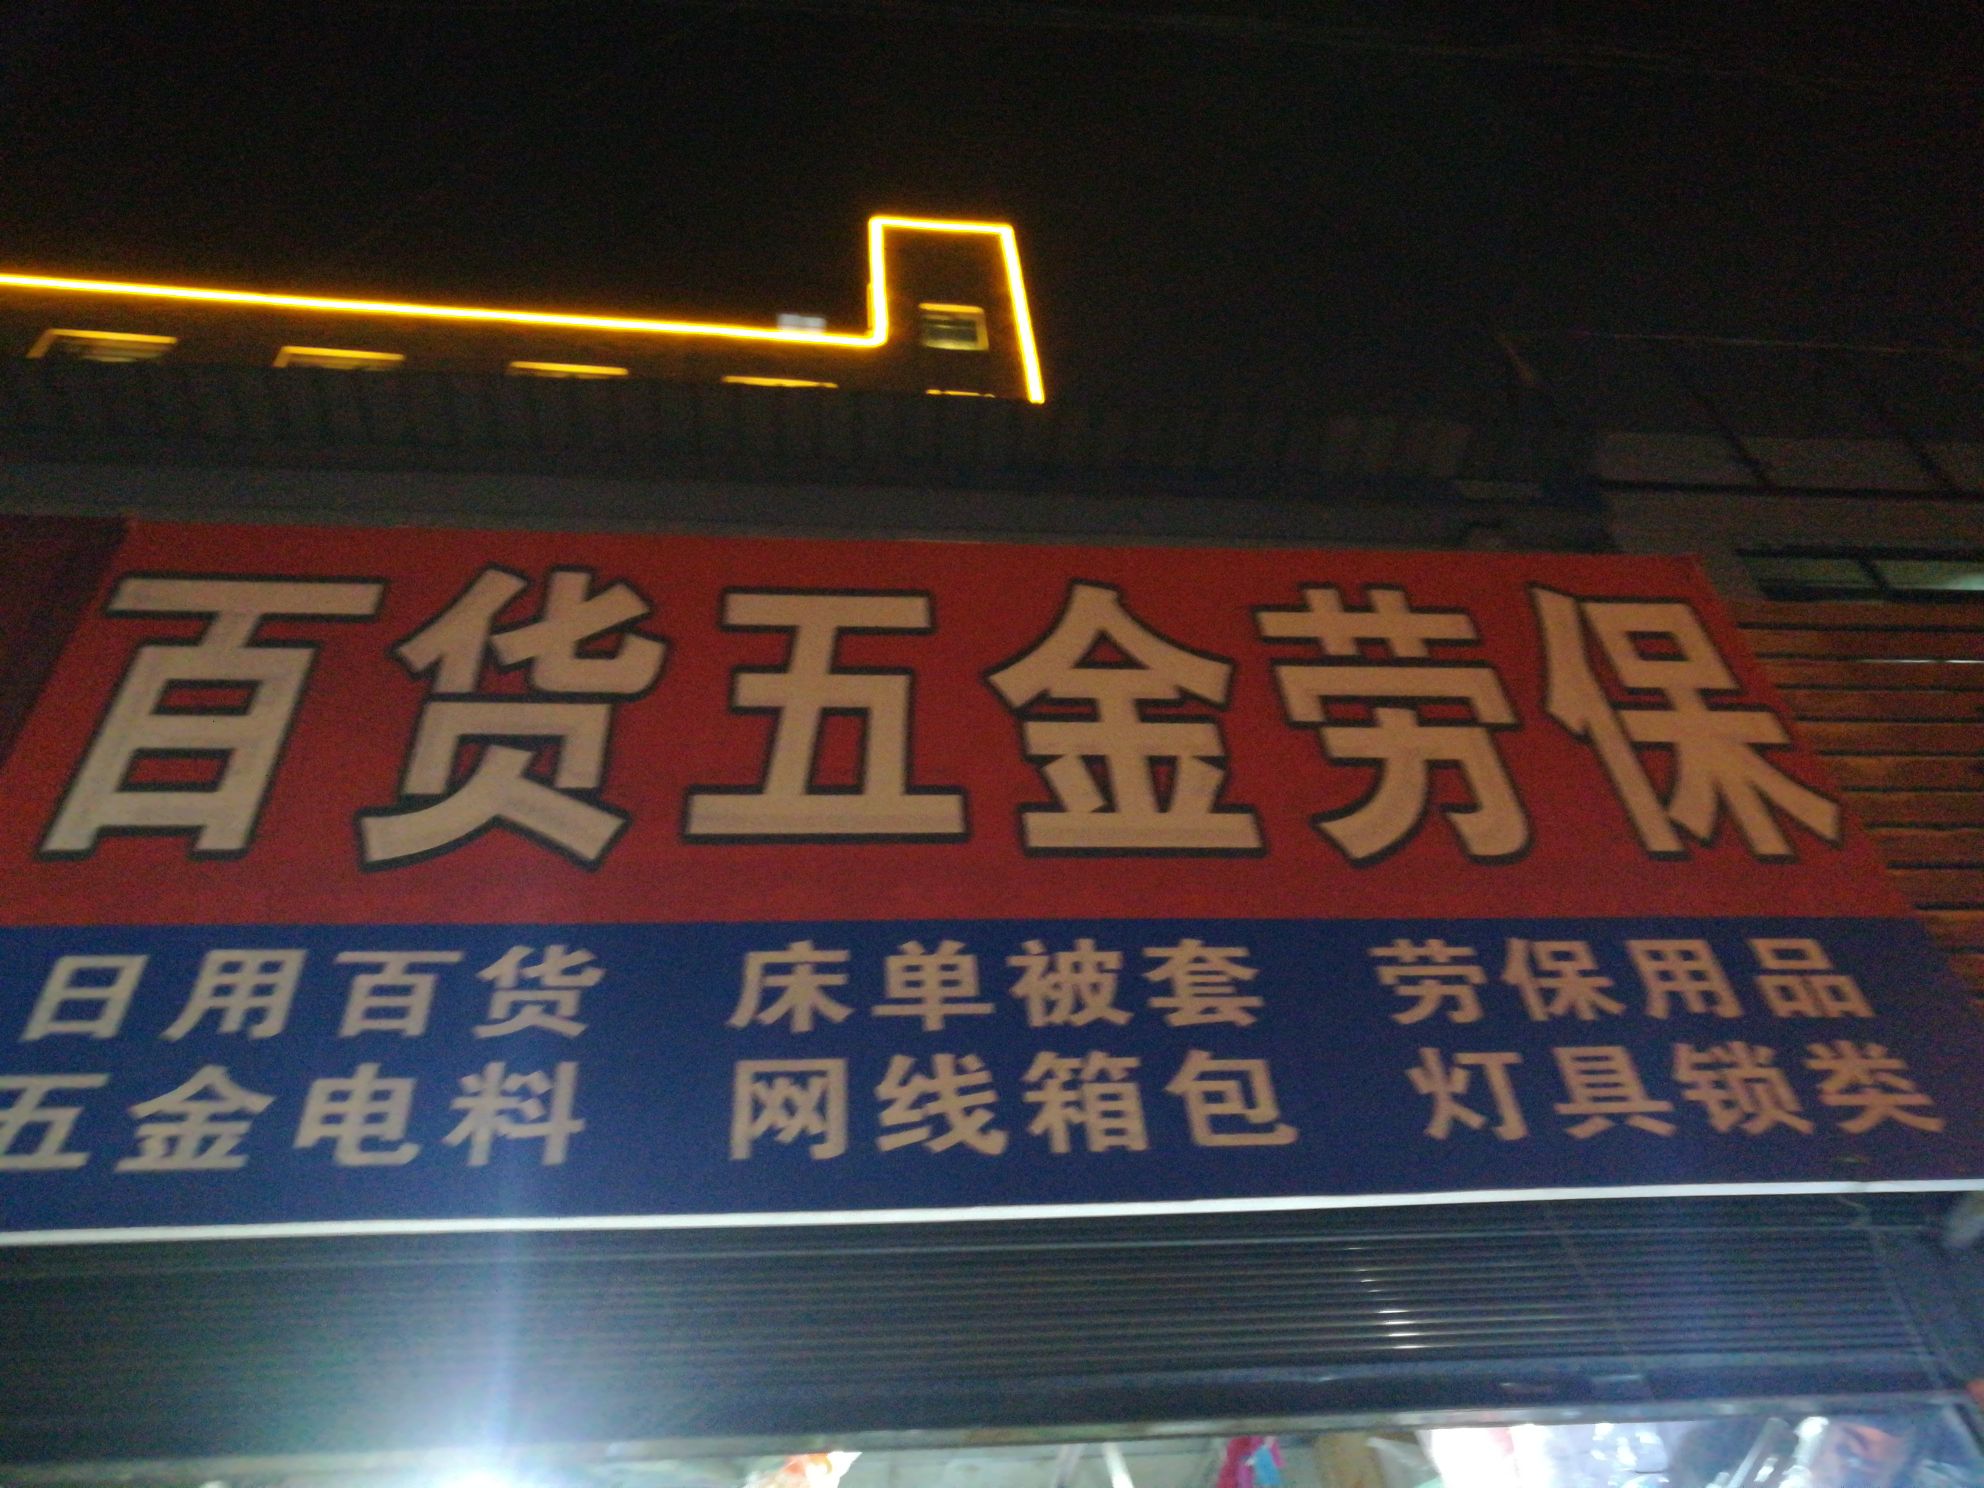 百货五金劳保
日用百货 床单被套 劳保用品
五金电料 网线箱包 灯具锁类